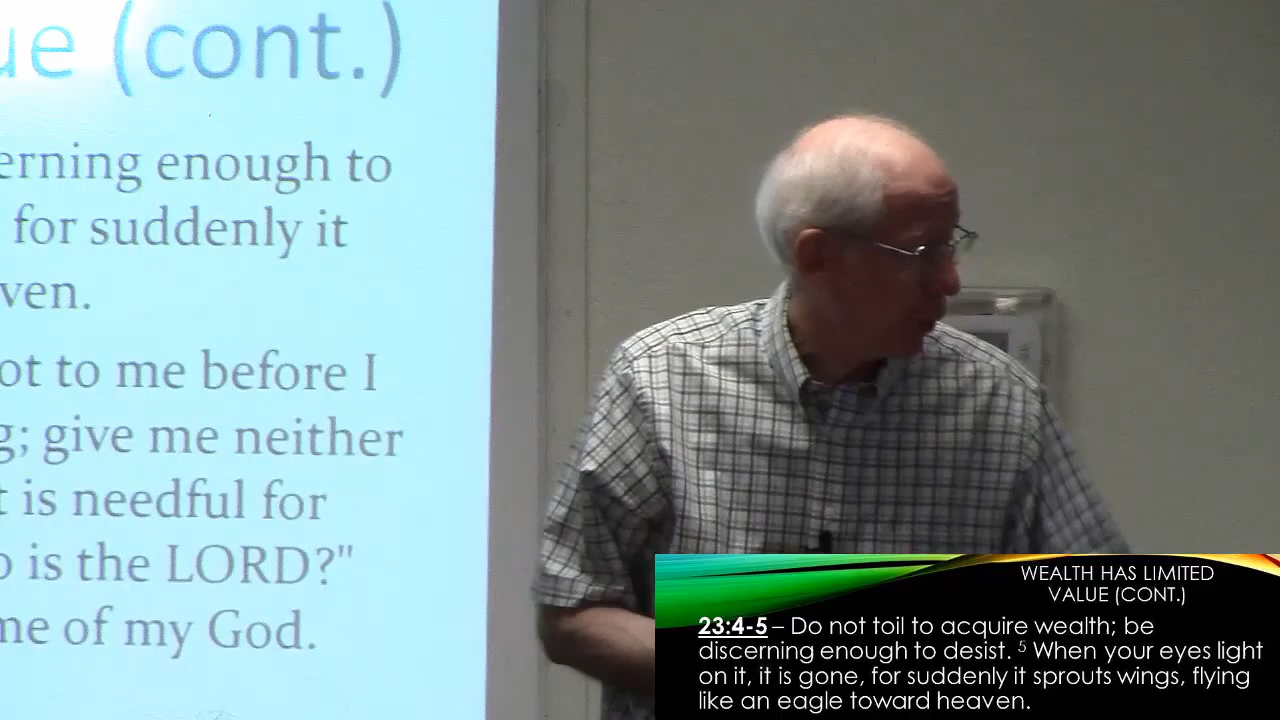 ue (cont.)
erning enough to
for suddenly it
ven.
ot to me before I
g; give me neither
t is needful for
o is the LORD?"
me of my God.
WEALTH HAS LIMITED
VALUE (CONT.)
23:4-5 – Do not toil to acquire wealth; be
discerning enough to desist. 5 When your eyes light
on it, it is gone, for suddenly it sprouts wings, flying
like an eagle toward heaven.